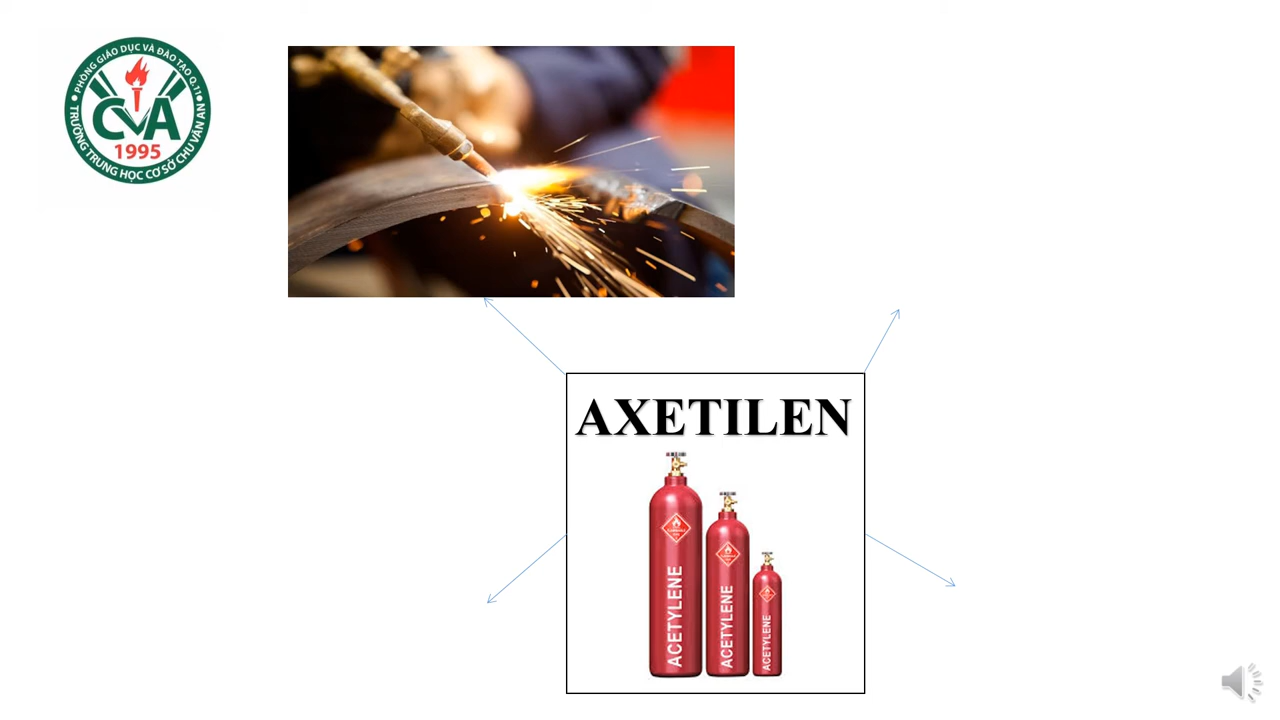 PHÒNG GIÁO DỤC VÀ ĐÀO TẠO Q.11
CVA
1995
TRƯỜNG TRUNG HỌC CƠ SỞ CHU VĂN AN
AXETILEN
ACETYLENE
ACETYLENE
ACETYLENE